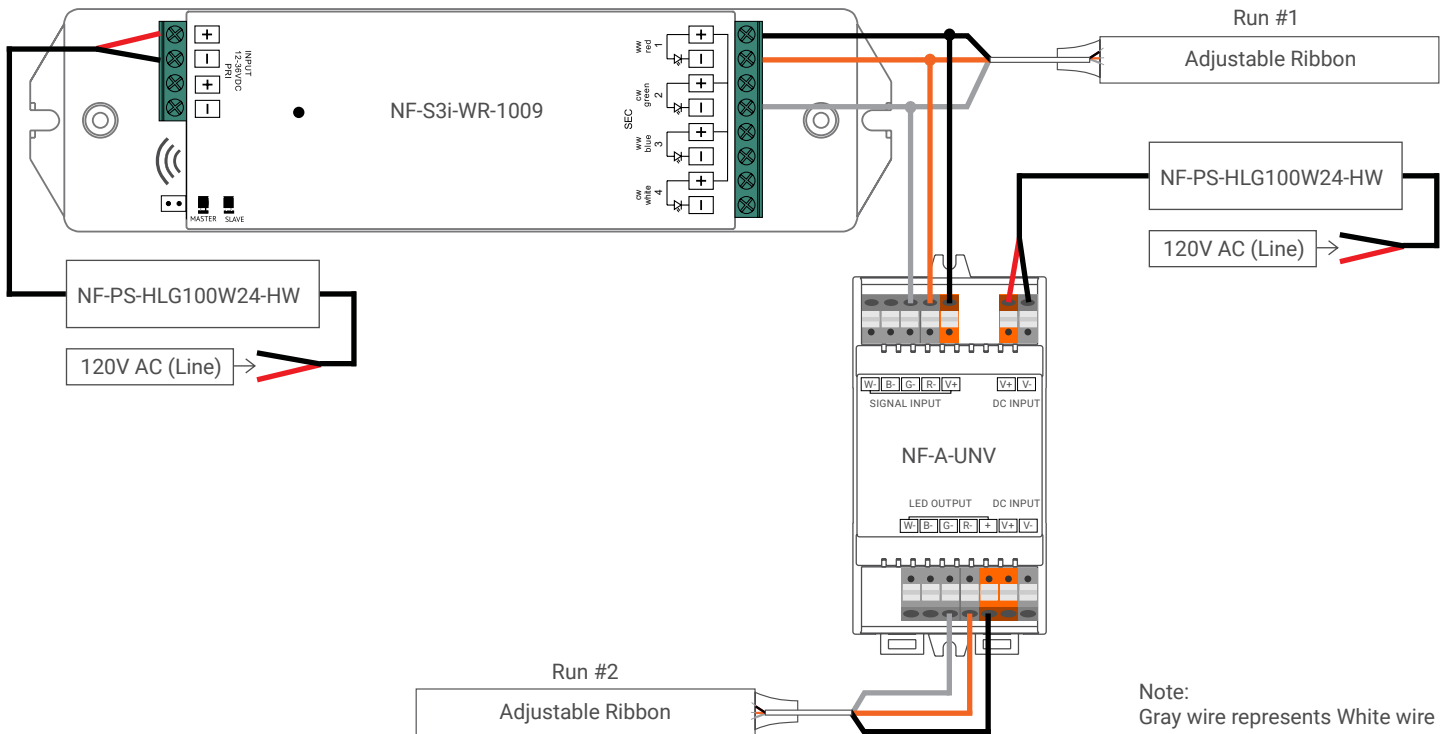 Run #1
Adjustable Ribbon
+
−
+
−
INPUT
12-36VDC
PRI
NF-S3i-WR-1009
SEC
ww
red
1
+
−
cw
green
2
+
−
ww
blue
3
+
−
cw
white
4
+
−
MASTER
SLAVE
NF-PS-HLG100W24-HW
120V AC (Line)
NF-PS-HLG100W24-HW
120V AC (Line)
W- B- G- R- V+ V+ V-
SIGNAL INPUT DC INPUT
NF-A-UNV
LED OUTPUT DC INPUT
W- B- G- R- + V+ V-
Run #2
Adjustable Ribbon
Note:
Gray wire represents White wire